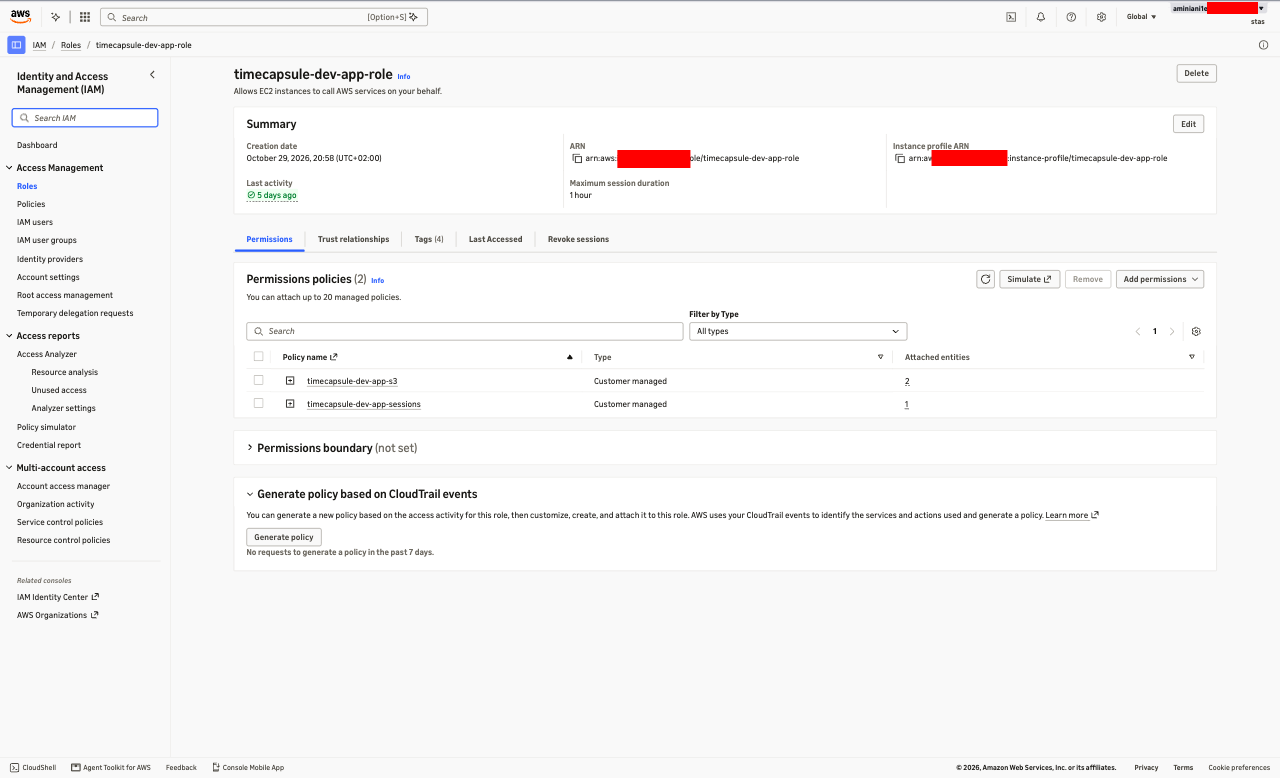 aws
Search
[Option+S]
Global
aminiani1e
stas
IAM / Roles / timecapsule-dev-app-role
Identity and Access
Management (IAM)
Search IAM
Dashboard
Access Management
Roles
Policies
IAM users
IAM user groups
Identity providers
Account settings
Root access management
Temporary delegation requests
Access reports
Access Analyzer
Resource analysis
Unused access
Analyzer settings
Policy simulator
Credential report
Multi-account access
Account access manager
Organization activity
Service control policies
Resource control policies
Related consoles
IAM Identity Center
AWS Organizations
timecapsule-dev-app-role Info
Delete
Allows EC2 instances to call AWS services on your behalf.
Summary
Edit
Creation date
October 29, 2026, 20:58 (UTC+02:00)
ARN
arn:aws: ole/timecapsule-dev-app-role
Instance profile ARN
arn:aw :instance-profile/timecapsule-dev-app-role
Last activity
5 days ago
Maximum session duration
1 hour
Permissions
Trust relationships
Tags (4)
Last Accessed
Revoke sessions
Permissions policies (2) Info
Simulate
Remove
Add permissions
You can attach up to 20 managed policies.
Filter by Type
Search
All types
1
Policy name
Type
Attached entities
timecapsule-dev-app-s3
Customer managed
2
timecapsule-dev-app-sessions
Customer managed
1
Permissions boundary (not set)
Generate policy based on CloudTrail events
You can generate a new policy based on the access activity for this role, then customize, create, and attach it to this role. AWS uses your CloudTrail events to identify the services and actions used and generate a policy. Learn more
Generate policy
No requests to generate a policy in the past 7 days.
CloudShell
Agent Toolkit for AWS
Feedback
Console Mobile App
© 2026, Amazon Web Services, Inc. or its affiliates.
Privacy
Terms
Cookie preferences